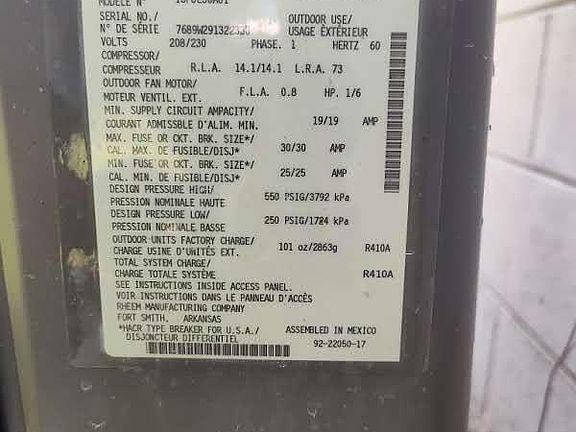 MODÈLE N°
SERIAL NO./ OUTDOOR USE/
N° DE SÉRIE USAGE EXTÉRIEUR
VOLTS 208/230 PHASE. 1 HERTZ 60
COMPRESSOR/
COMPRESSEUR R.L.A. 14.1/14.1 L.R.A. 73
OUTDOOR FAN MOTOR/
MOTEUR VENTIL. EXT. F.L.A. 0.8 HP. 1/6
MIN. SUPPLY CIRCUIT AMPACITY/
COURANT ADMISSBLE D'ALIM. MIN. 19/19 AMP
MAX. FUSE OR CKT. BRK. SIZE*/
CAL. MAX. DE FUSIBLE/DISJ* 30/30 AMP
MIN. FUSE OR CKT. BRK. SIZE*/
CAL. MIN. DE FUSIBLE/DISJ* 25/25 AMP
DESIGN PRESSURE HIGH/
PRESSION NOMINALE HAUTE 550 PSIG/3792 kPa
DESIGN PRESSURE LOW/
PRESSION NOMINALE BASSE 250 PSIG/1724 kPa
OUTDOOR UNITS FACTORY CHARGE/
CHARGE USINE D'UNITÉS EXT. 101 oz/2863g R410A
TOTAL SYSTEM CHARGE/
CHARGE TOTALE SYSTÈME R410A
SEE INSTRUCTIONS INSIDE ACCESS PANEL.
VOIR INSTRUCTIONS DANS LE PANNEAU D'ACCES
RHEEM MANUFACTURING COMPANY
FORT SMITH. ARKANSAS
*HACR TYPE BREAKER FOR U.S.A./ ASSEMBLED IN MEXICO
DISJONCTEUR DIFFERENTIEL 92-22050-17